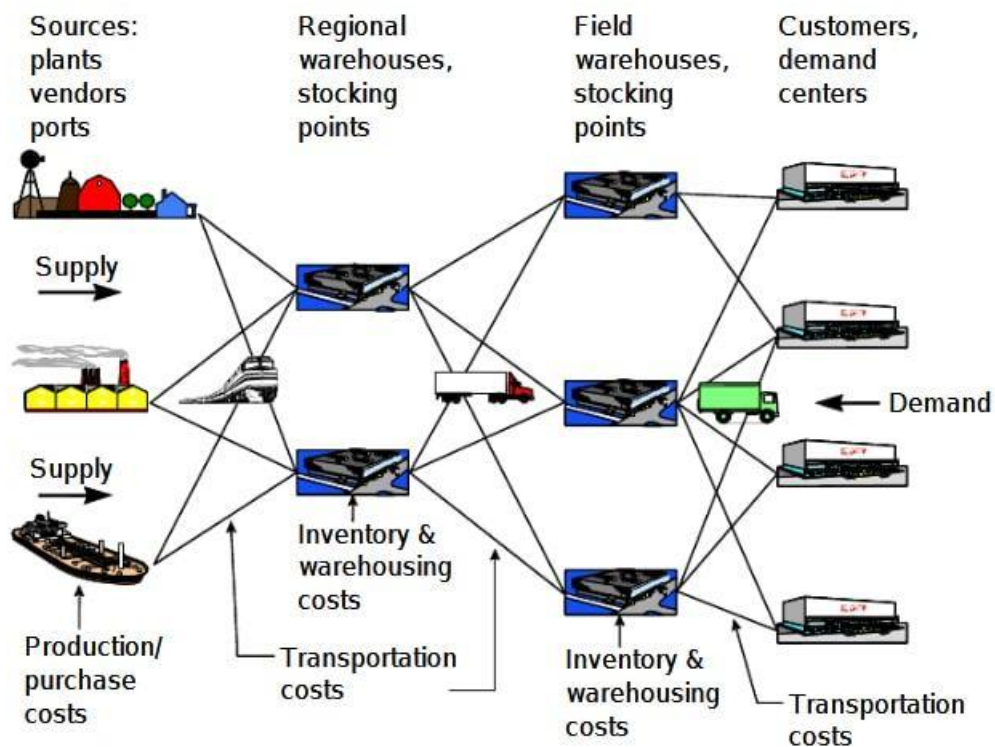 Sources:
plants
vendors
ports
Regional
warehouses,
stocking
points
Field
warehouses,
stocking
points
Customers,
demand
centers
Supply
Demand
Supply
Inventory &
warehousing
costs
Production/
purchase
costs
Transportation
costs
Inventory &
warehousing
costs
Transportation
costs